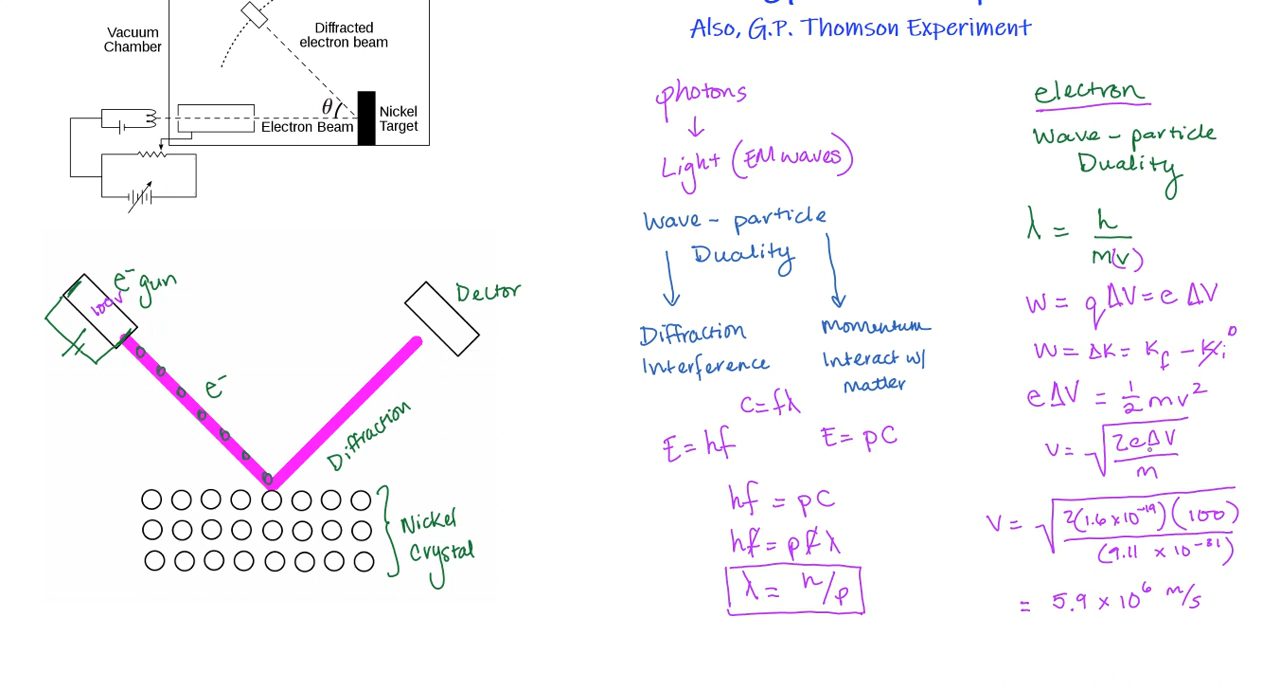 Vacuum
Chamber
Diffracted
electron beam
θ
Electron Beam
Nickel
Target
e⁻ gun
100V
Dector
e⁻
Diffraction
Nickel
Crystal
Also, G.P. Thomson Experiment
photons
Light (EM waves)
Wave - particle
Duality
Diffraction
Interference
Momentum
Interact w/
matter
c = fλ
E = hf
E = pc
hf = pc
hf = pfλ
λ = h/p
electron
Wave - particle
Duality
λ = h / m(v)
W = qΔV = e ΔV
W = ΔK = K_f - K_i 0
eΔV = 1/2 mv²
v = √(2eΔV / m)
v = √(2(1.6 x 10⁻¹⁹)(100) / (9.11 x 10⁻³¹))
= 5.9 x 10⁶ m/s